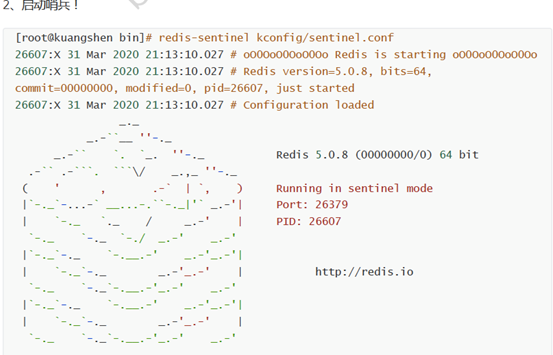 2、启动哨兵！
[root@kuangshen bin]# redis-sentinel kconfig/sentinel.conf
26607:X 31 Mar 2020 21:13:10.027 # oO0OoO0OoO0Oo Redis is starting oO0OoO0OoO0Oo
26607:X 31 Mar 2020 21:13:10.027 # Redis version=5.0.8, bits=64,
commit=00000000, modified=0, pid=26607, just started
26607:X 31 Mar 2020 21:13:10.027 # Configuration loaded
Redis 5.0.8 (00000000/0) 64 bit
Running in sentinel mode
Port: 26379
PID: 26607
http://redis.io